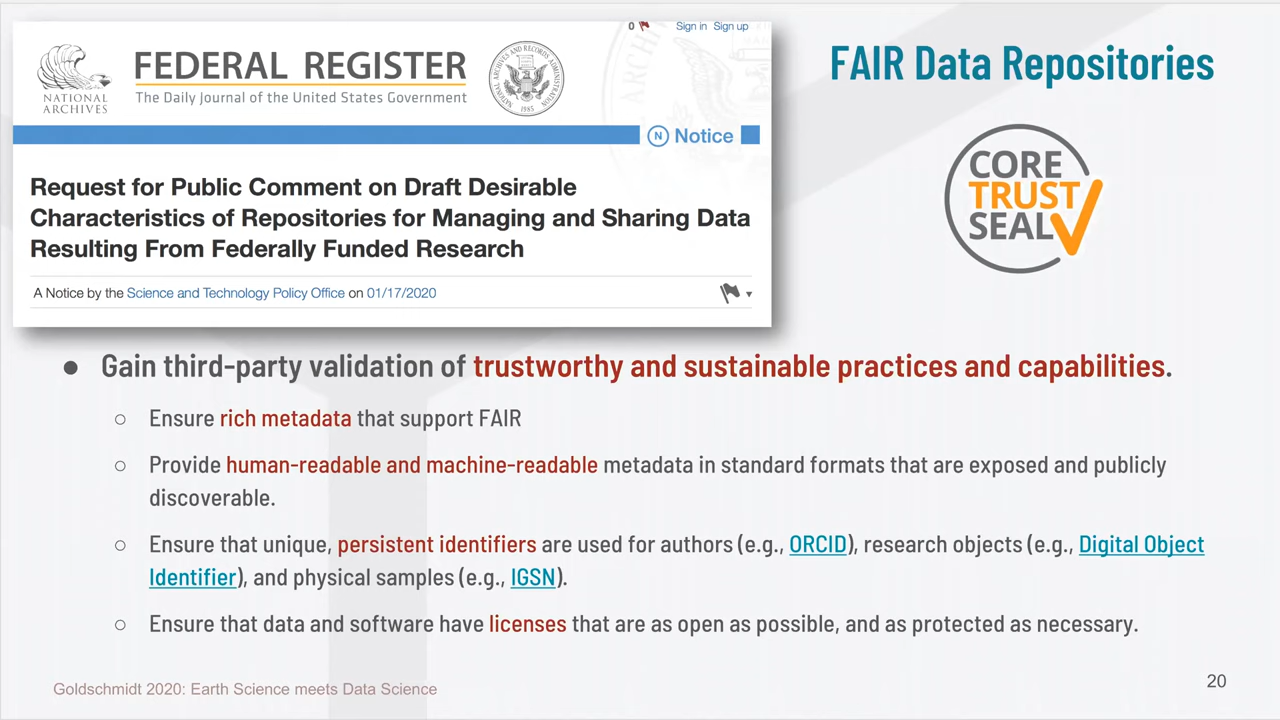 0
Sign in Sign up
NATIONAL
ARCHIVES
FEDERAL REGISTER
The Daily Journal of the United States Government
1985
FAIR Data Repositories
N Notice
CORE
TRUST
SEAL
Request for Public Comment on Draft Desirable
Characteristics of Repositories for Managing and Sharing Data
Resulting From Federally Funded Research
A Notice by the Science and Technology Policy Office on 01/17/2020
● Gain third-party validation of trustworthy and sustainable practices and capabilities.
○ Ensure rich metadata that support FAIR
○ Provide human-readable and machine-readable metadata in standard formats that are exposed and publicly
discoverable.
○ Ensure that unique, persistent identifiers are used for authors (e.g., ORCID), research objects (e.g., Digital Object
Identifier), and physical samples (e.g., IGSN).
○ Ensure that data and software have licenses that are as open as possible, and as protected as necessary.
Goldschmidt 2020: Earth Science meets Data Science
20